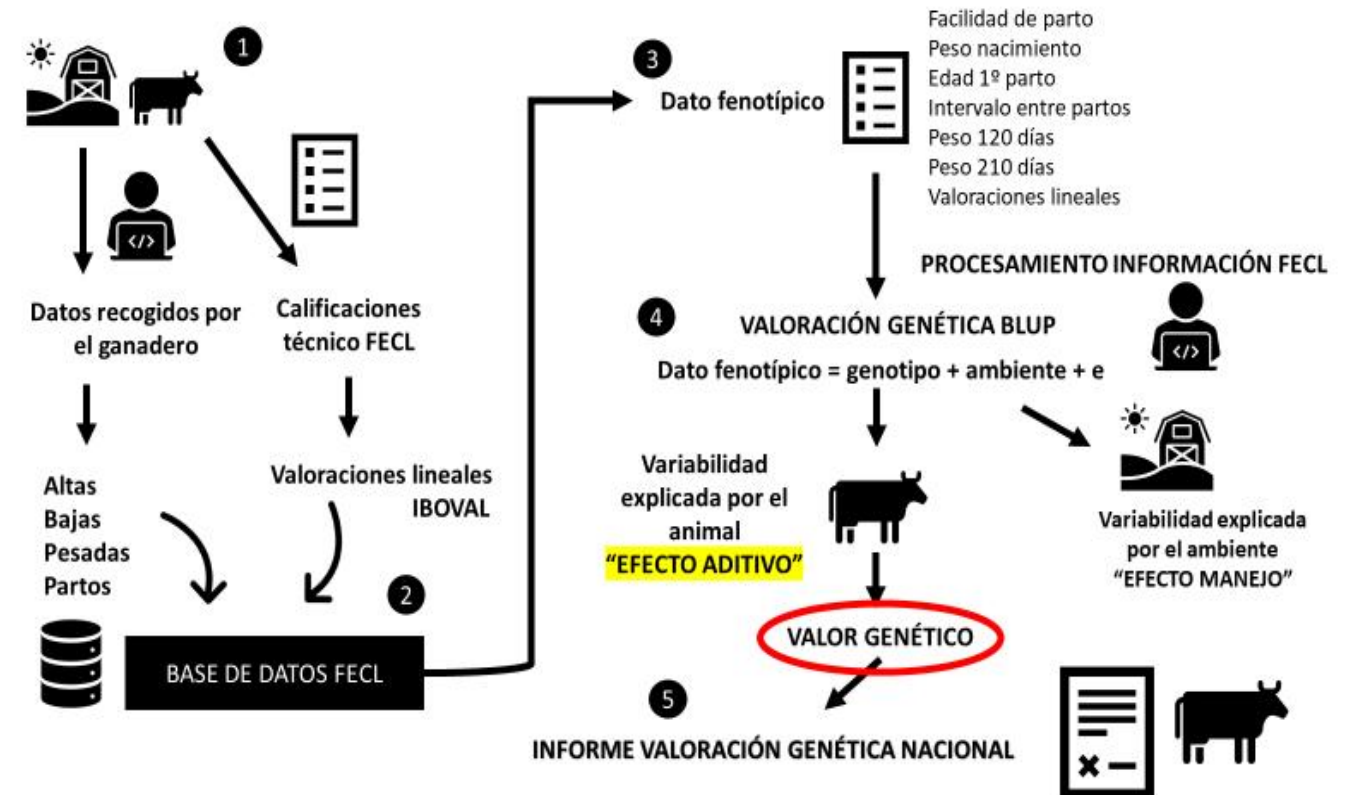 1
</>
Datos recogidos por
el ganadero
Calificaciones
técnico FECL
Altas
Bajas
Pesadas
Partos
Valoraciones lineales
IBOVAL
2
BASE DE DATOS FECL
3
Dato fenotípico
Facilidad de parto
Peso nacimiento
Edad 1º parto
Intervalo entre partos
Peso 120 días
Peso 210 días
Valoraciones lineales
PROCESAMIENTO INFORMACIÓN FECL
</>
4
VALORACIÓN GENÉTICA BLUP
Dato fenotípico = genotipo + ambiente + e
Variabilidad
explicada por el
animal
“EFECTO ADITIVO”
Variabilidad explicada
por el ambiente
“EFECTO MANEJO”
VALOR GENÉTICO
5
INFORME VALORACIÓN GENÉTICA NACIONAL